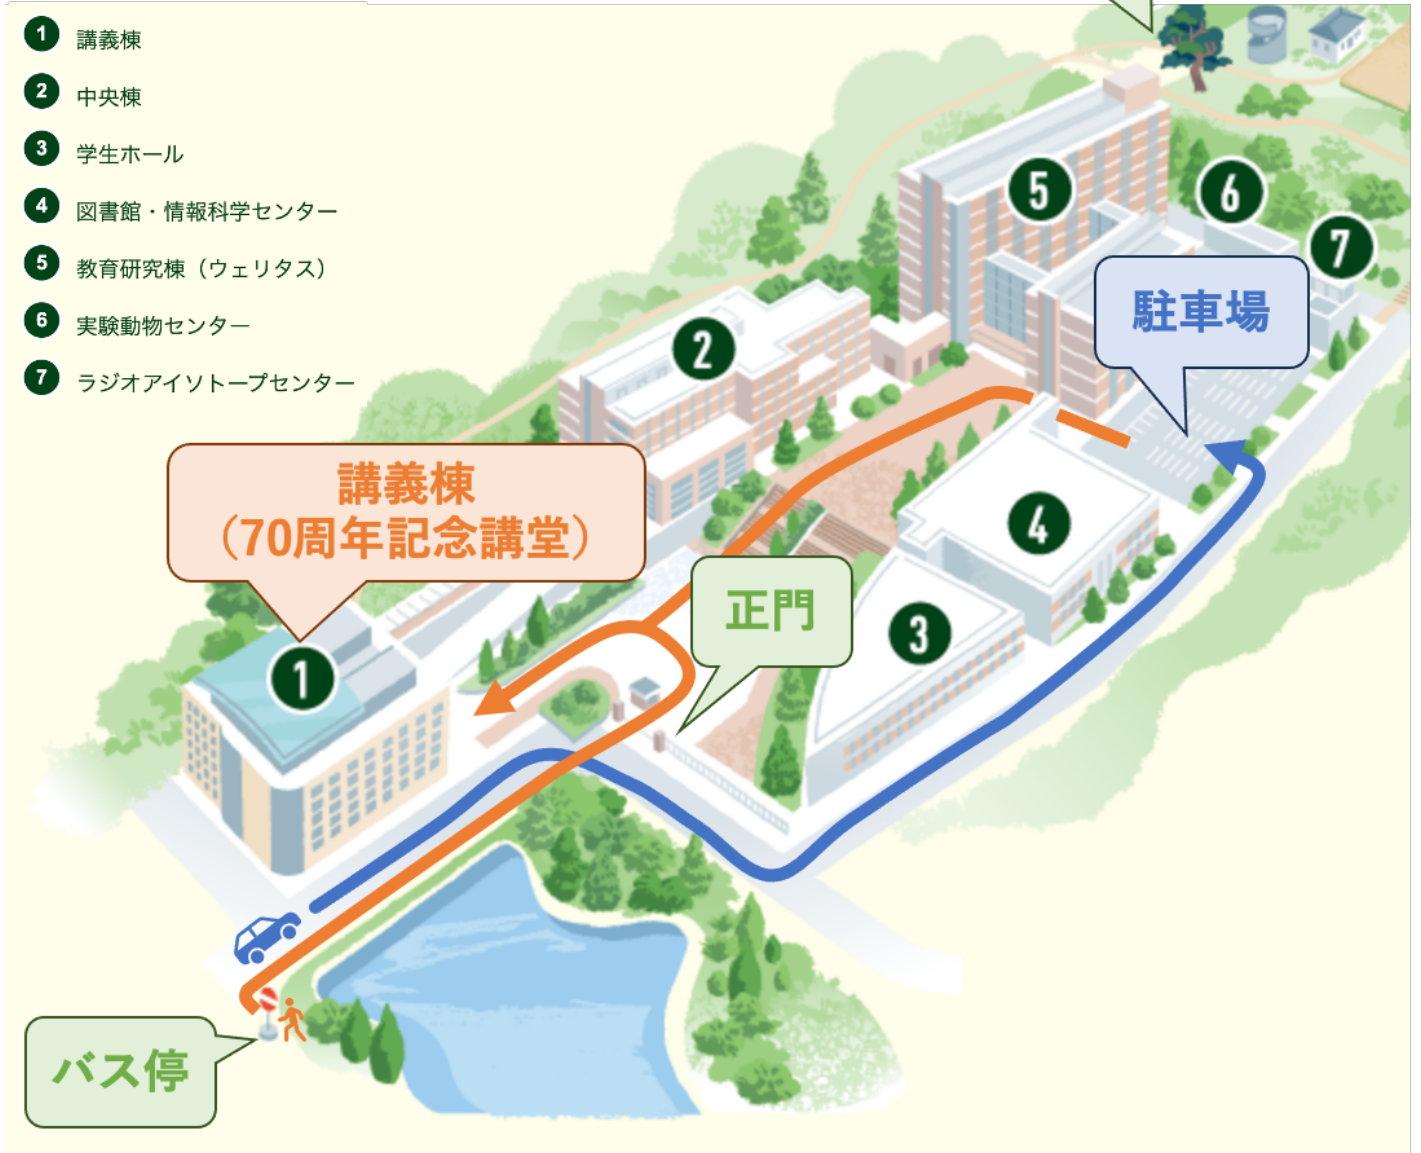 1 講義棟
2 中央棟
3 学生ホール
4 図書館・情報科学センター
5 教育研究棟（ウェリタス）
6 実験動物センター
7 ラジオアイソトープセンター
5
6
7
駐車場
2
講義棟
（70周年記念講堂）
4
正門
3
1
バス停